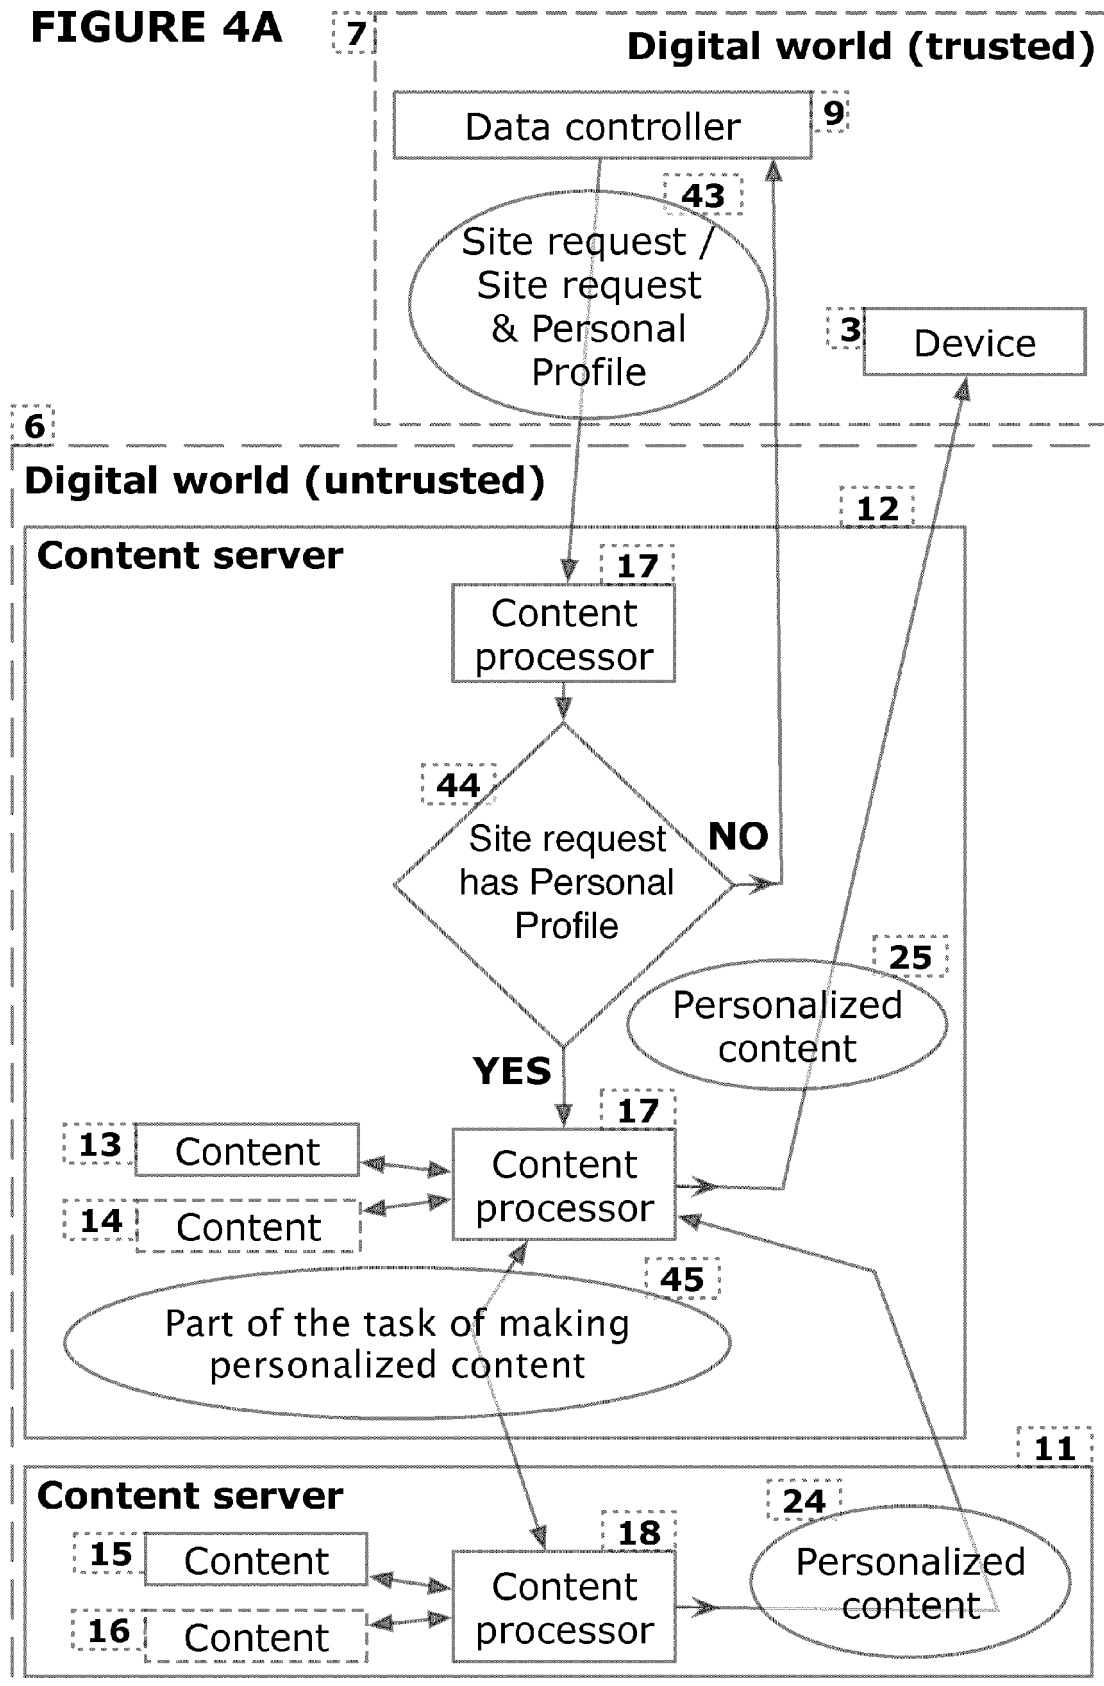 FIGURE 4A
7
Digital world (trusted)
Data controller
9
43
Site request /
Site request
& Personal
Profile
3
Device
6
Digital world (untrusted)
12
Content server
17
Content
processor
44
Site request
has Personal
Profile
NO
25
Personalized
content
YES
17
13
Content
Content
processor
14
Content
45
Part of the task of making
personalized content
11
Content server
24
18
15
Content
Personalized
content
Content
processor
16
Content